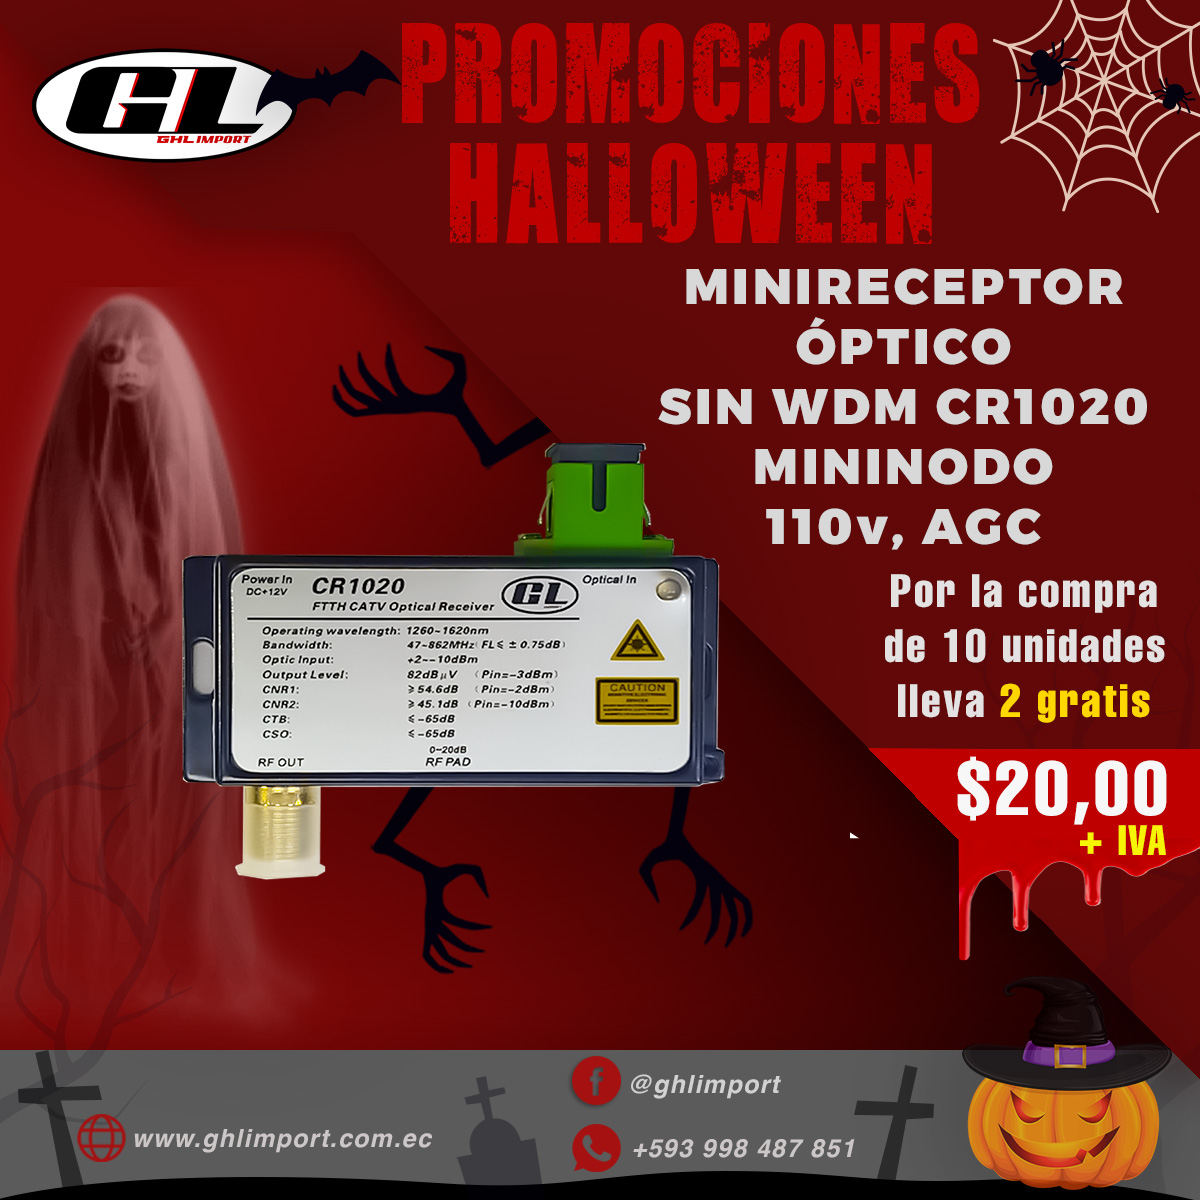 GL
GHL IMPORT
PROMOCIONES
HALLOWEEN
MINIRECEPTOR
ÓPTICO
SIN WDM CR1020
MININODO
110v, AGC
Por la compra
de 10 unidades
lleva 2 gratis
$20,00
+ IVA
Power In
DC+12V
CR1020
FTTH CATV Optical Receiver
GL
Optical In
Operating wavelength: 1260~1620nm
Bandwidth: 47~862MHz( FL≤ ± 0.75dB)
Optic Input: +2~-10dBm
Output Level: 82dBμV (Pin=-3dBm)
CNR1: ≥54.6dB (Pin=-2dBm)
CNR2: ≥45.1dB (Pin=-10dBm)
CTB: ≤-65dB
CSO: ≤-65dB
0~20dB
RF OUT RF PAD
CAUTION
www.ghlimport.com.ec
@ghlimport
+593 998 487 851